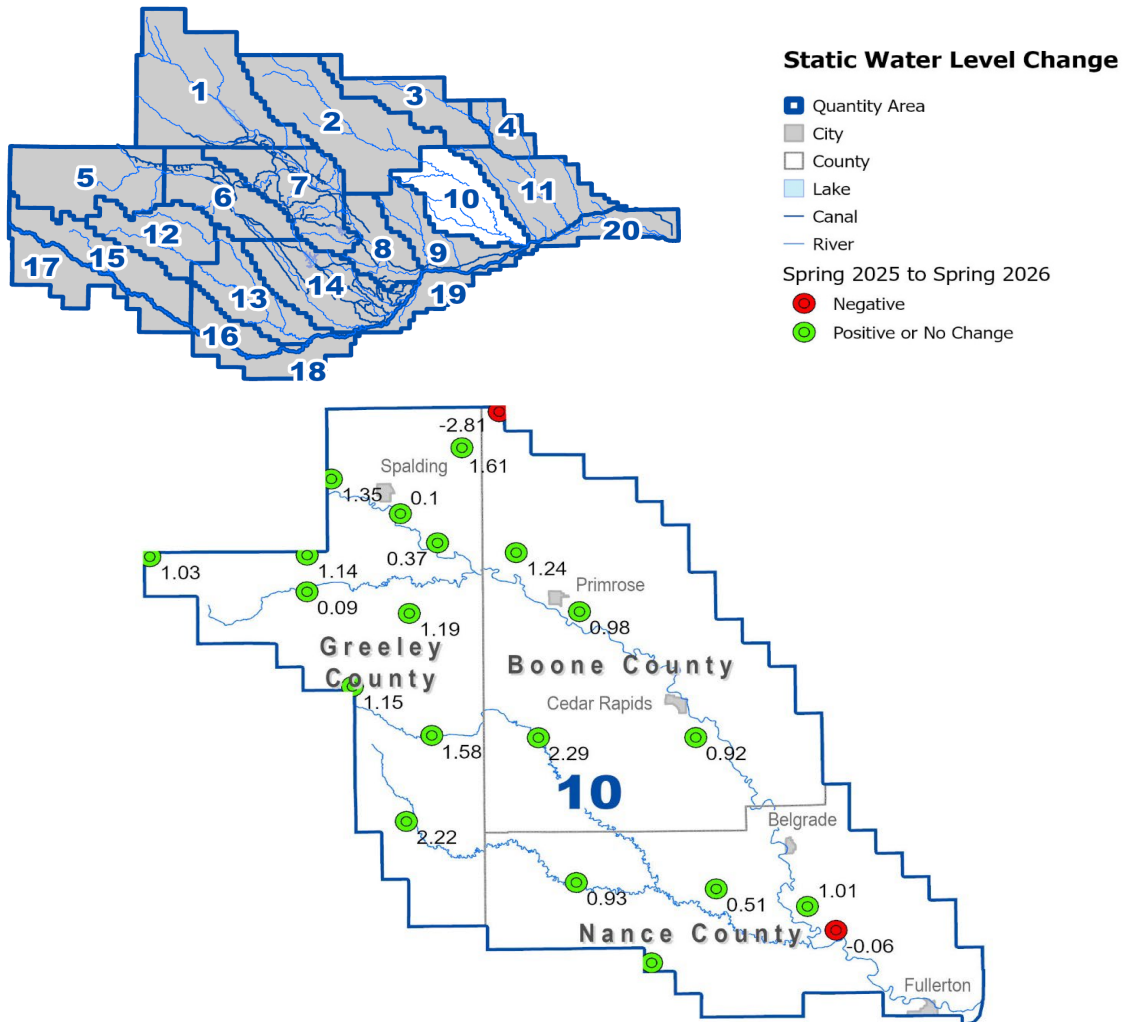 Static Water Level Change
Quantity Area
City
County
Lake
Canal
River
Spring 2025 to Spring 2026
Negative
Positive or No Change
1
2
3
4
5
6
7
8
9
10
11
12
13
14
15
16
17
18
19
20
-2.81
1.61
Spalding
1.35
0.1
0.37
1.24
1.03
1.14
0.09
Primrose
0.98
1.19
Greeley
County
Boone County
1.15
Cedar Rapids
1.58
2.29
0.92
10
2.22
Belgrade
0.93
0.51
1.01
Nance County
-0.06
Fullerton